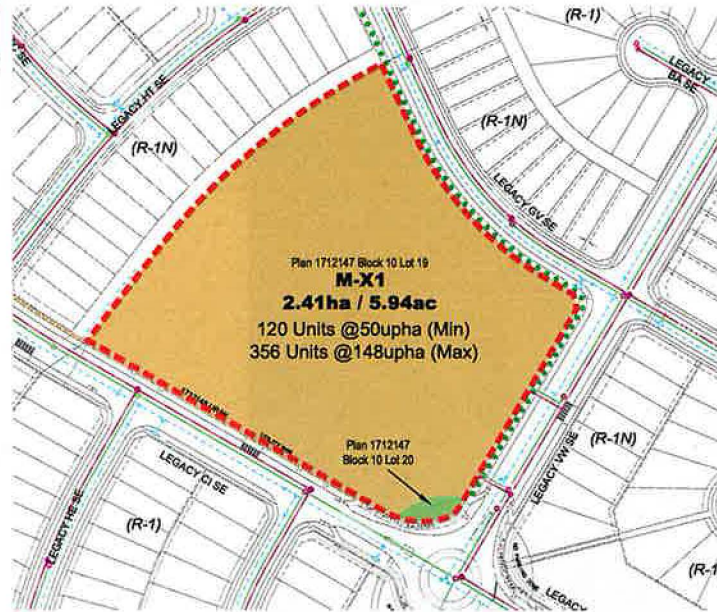 (R-1)
LEGACY
BA SE
LEGACY HT SE
(R-1N)
(R-1N)
LEGACY GV SE
Plan 1712147 Block 10 Lot 19
M-X1
2.41ha / 5.94ac
120 Units @50upha (Min)
356 Units @148upha (Max)
Plan 1712147
Block 10 Lot 20
(R-1N)
LEGACY VW SE
LEGACY CI SE
(R-1)
LEGACY HE SE
(R-1
LEGACY